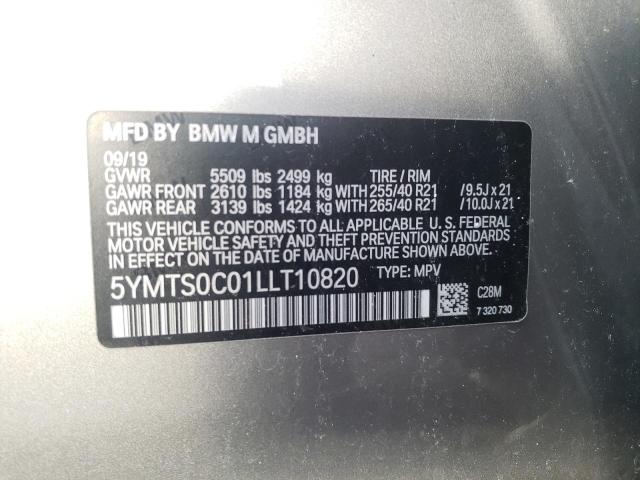 MFD BY BMW M GMBH
09/19
GVWR 5509 lbs 2499 kg TIRE / RIM
GAWR FRONT 2610 lbs 1184 kg WITH 255/40 R21 /9.5J x 21
GAWR REAR 3139 lbs 1424 kg WITH 265/40 R21 /10.0J x 21
THIS VEHICLE CONFORMS TO ALL APPLICABLE U. S. FEDERAL
MOTOR VEHICLE SAFETY AND THEFT PREVENTION STANDARDS
IN EFFECT ON THE DATE OF MANUFACTURE SHOWN ABOVE.
5YMTS0C01LLT10820 TYPE: MPV
C28M
7 320 730